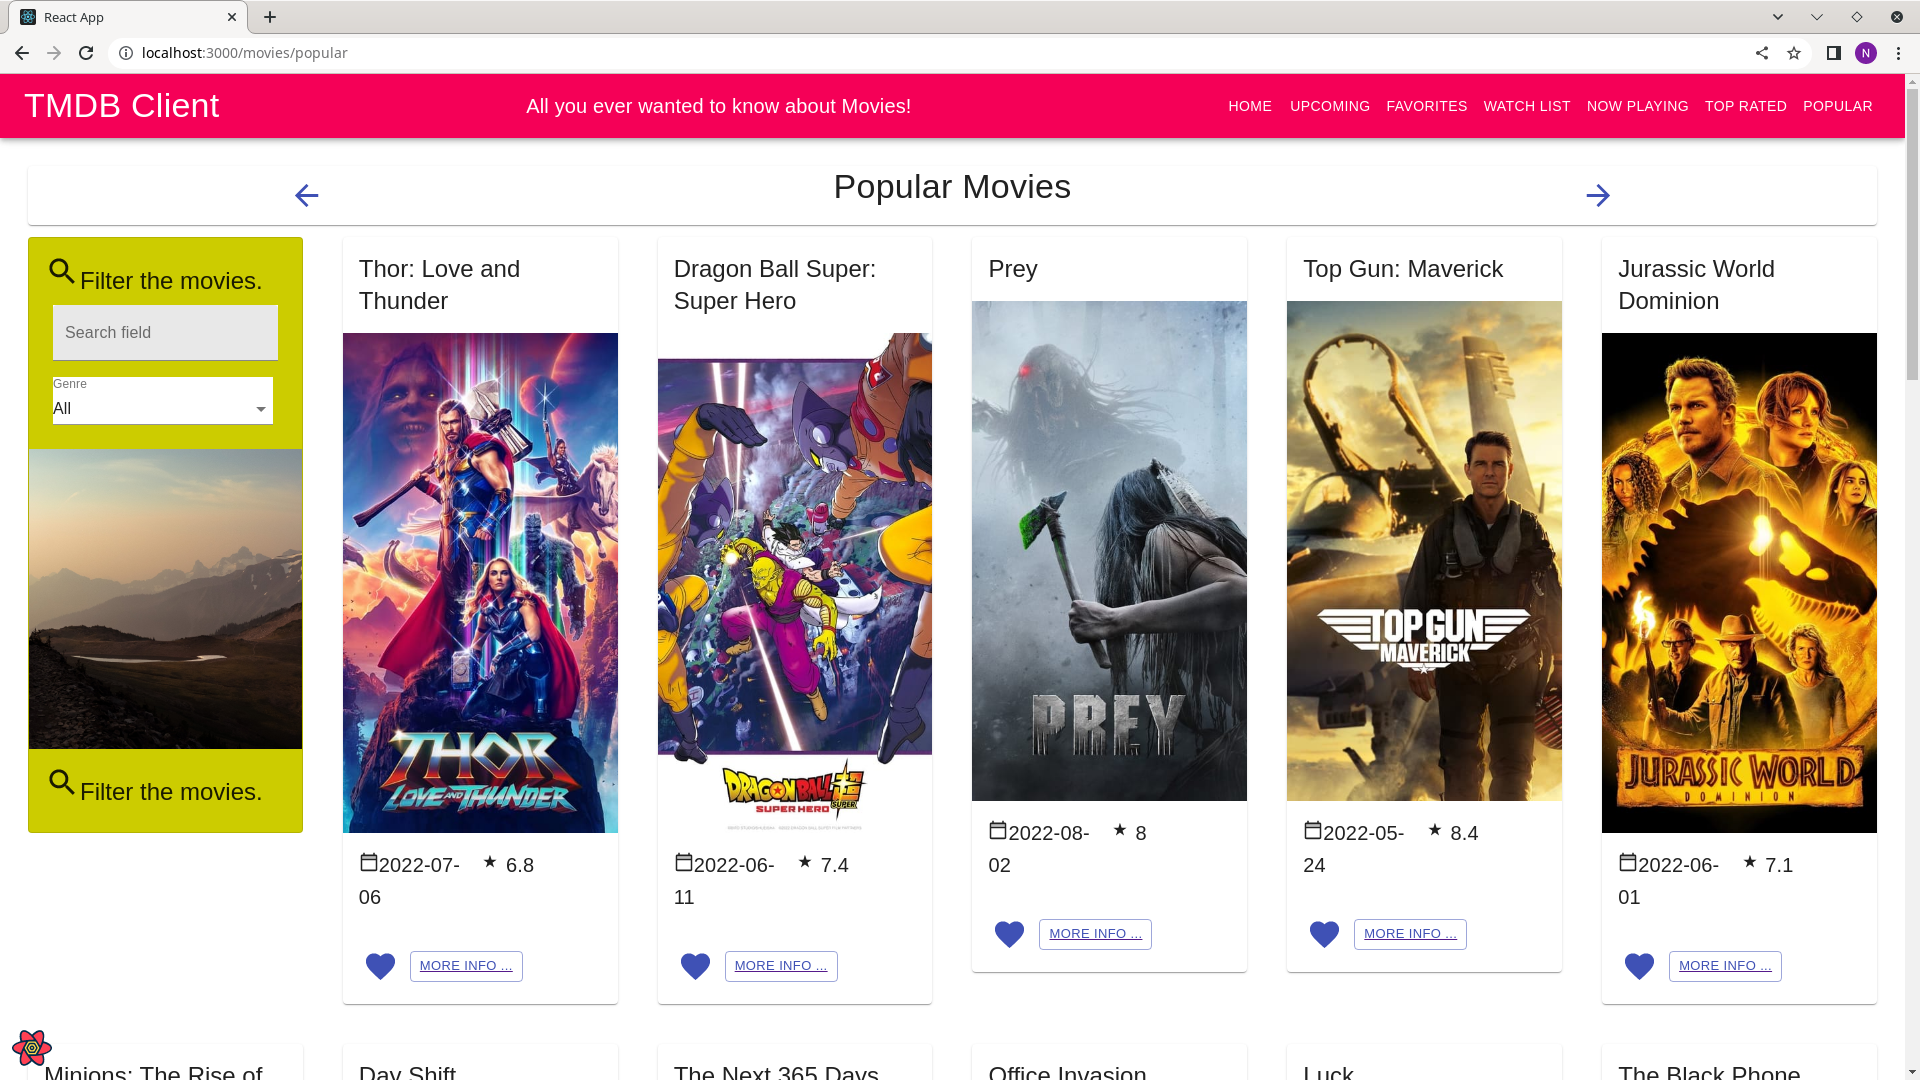 React App
localhost:3000/movies/popular
N
TMDB Client
All you ever wanted to know about Movies!
HOME UPCOMING FAVORITES WATCH LIST NOW PLAYING TOP RATED POPULAR
Popular Movies
Filter the movies.
Search field
Genre
All
Filter the movies.
Thor: Love and
Thunder
THOR
LOVE AND THUNDER
2022-07-
06
6.8
MORE INFO ...
Dragon Ball Super:
Super Hero
DRAGONBALL
SUPER
SUPER HERO
2022-06-
11
7.4
MORE INFO ...
Prey
PREY
2022-08-
02
8
MORE INFO ...
Top Gun: Maverick
TOP GUN
MAVERICK
2022-05-
24
8.4
MORE INFO ...
Jurassic World
Dominion
JURASSIC WORLD
DOMINION
2022-06-
01
7.1
MORE INFO ...
Minions: The Rise of
Day Shift
The Next 365 Days
Office Invasion
Luck
The Black Phone